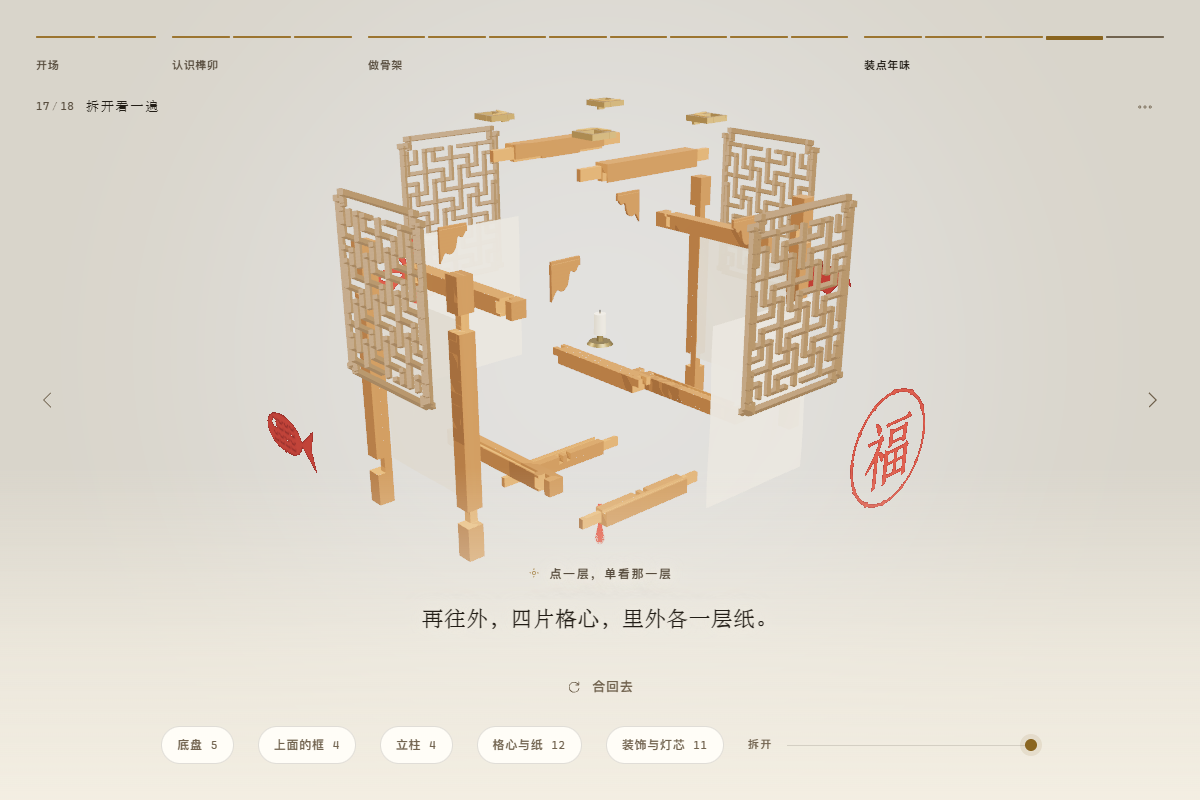 开场
认识榫卯
做骨架
装点年味
17/18 拆开看一遍
福
点一层，单看那一层
再往外，四片格心，里外各一层纸。
合回去
底盘 5
上面的框 4
立柱 4
格心与纸 12
装饰与灯芯 11
拆开